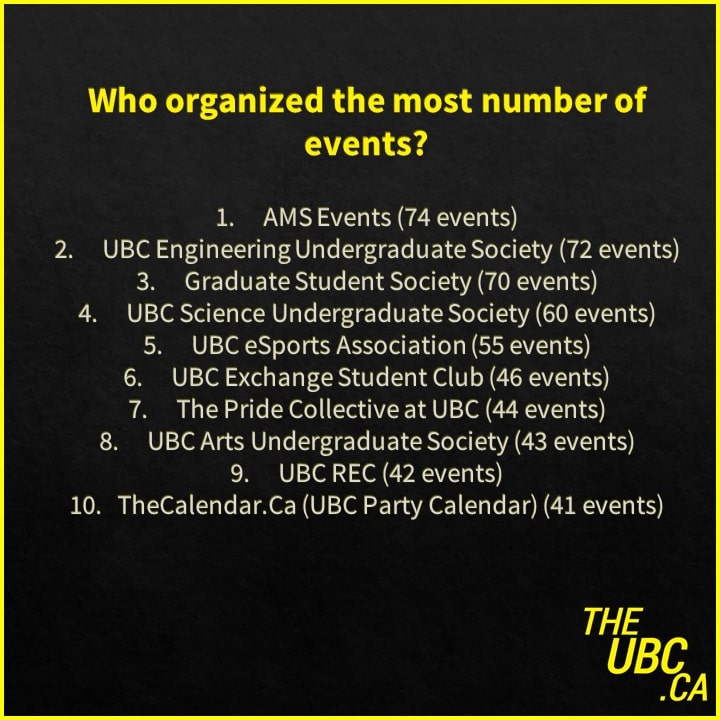 Who organized the most number of
events?
1. AMS Events (74 events)
2. UBC Engineering Undergraduate Society (72 events)
3. Graduate Student Society (70 events)
4. UBC Science Undergraduate Society (60 events)
5. UBC eSports Association (55 events)
6. UBC Exchange Student Club (46 events)
7. The Pride Collective at UBC (44 events)
8. UBC Arts Undergraduate Society (43 events)
9. UBC REC (42 events)
10. TheCalendar.Ca (UBC Party Calendar) (41 events)
THE
UBC
.CA